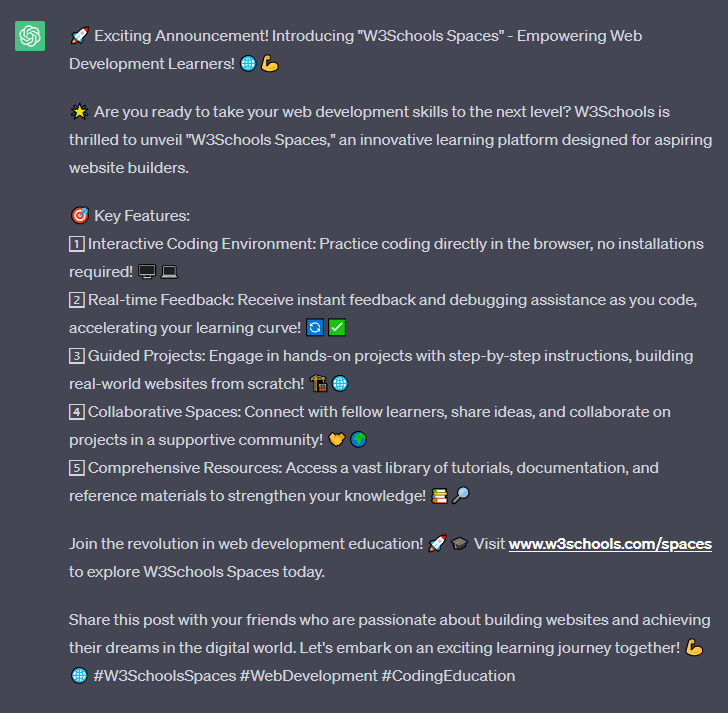 🚀 Exciting Announcement! Introducing "W3Schools Spaces" - Empowering Web
Development Learners! 🌐💪
🌟 Are you ready to take your web development skills to the next level? W3Schools is
thrilled to unveil "W3Schools Spaces," an innovative learning platform designed for aspiring
website builders.
🎯 Key Features:
1️⃣ Interactive Coding Environment: Practice coding directly in the browser, no installations
required! 🖥️💻
2️⃣ Real-time Feedback: Receive instant feedback and debugging assistance as you code,
accelerating your learning curve! 🔄✅
3️⃣ Guided Projects: Engage in hands-on projects with step-by-step instructions, building
real-world websites from scratch! 🏗️🌐
4️⃣ Collaborative Spaces: Connect with fellow learners, share ideas, and collaborate on
projects in a supportive community! 🤝🌍
5️⃣ Comprehensive Resources: Access a vast library of tutorials, documentation, and
reference materials to strengthen your knowledge! 📚🔎
Join the revolution in web development education! 🚀🎓 Visit www.w3schools.com/spaces
to explore W3Schools Spaces today.
Share this post with your friends who are passionate about building websites and achieving
their dreams in the digital world. Let's embark on an exciting learning journey together! 💪
🌐 #W3SchoolsSpaces #WebDevelopment #CodingEducation